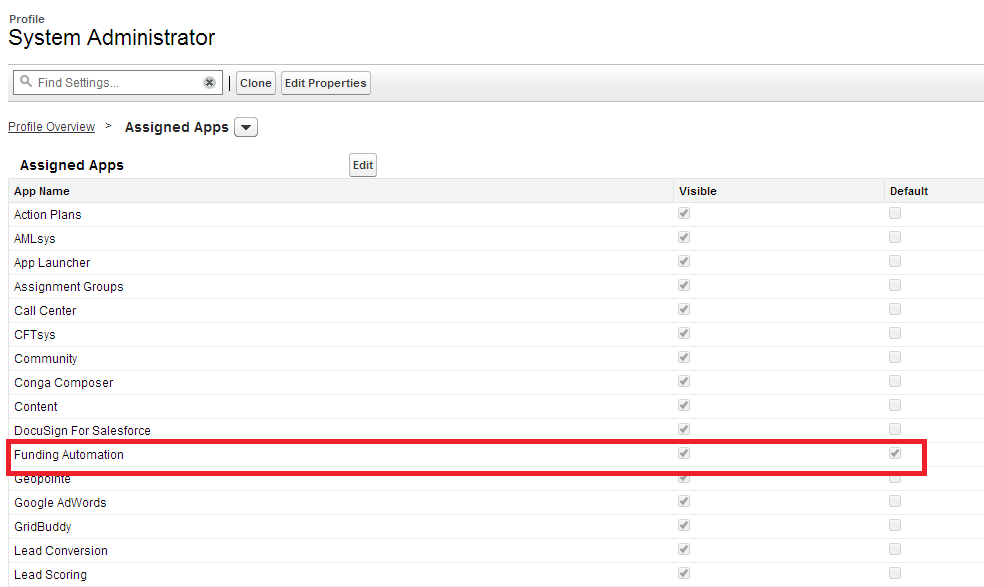 Profile
System Administrator
Find Settings... | Clone Edit Properties
Profile Overview > Assigned Apps
Assigned Apps Edit
App Name Visible Default
Action Plans
AMLsys
App Launcher
Assignment Groups
Call Center
CFTsys
Community
Conga Composer
Content
DocuSign For Salesforce
Funding Automation
Geopointe
Google AdWords
GridBuddy
Lead Conversion
Lead Scoring